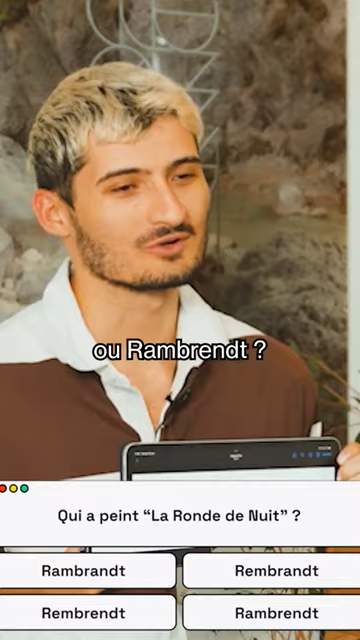 ou Rambrendt ?
Qui a peint “La Ronde de Nuit” ?
Rambrandt
Rembrandt
Rembrendt
Rambrendt